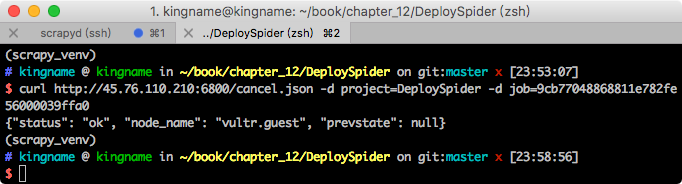 1. kingname@kingname: ~/book/chapter_12/DeploySpider (zsh)
scrapyd (ssh) ⌘1 ../DeploySpider (zsh) ⌘2
(scrapy_venv)
# kingname @ kingname in ~/book/chapter_12/DeploySpider on git:master x [23:53:07]
$ curl http://45.76.110.210:6800/cancel.json -d project=DeploySpider -d job=9cb77048868811e782fe
56000039ffa0
{"status": "ok", "node_name": "vultr.guest", "prevstate": null}
(scrapy_venv)
# kingname @ kingname in ~/book/chapter_12/DeploySpider on git:master x [23:58:56]
$